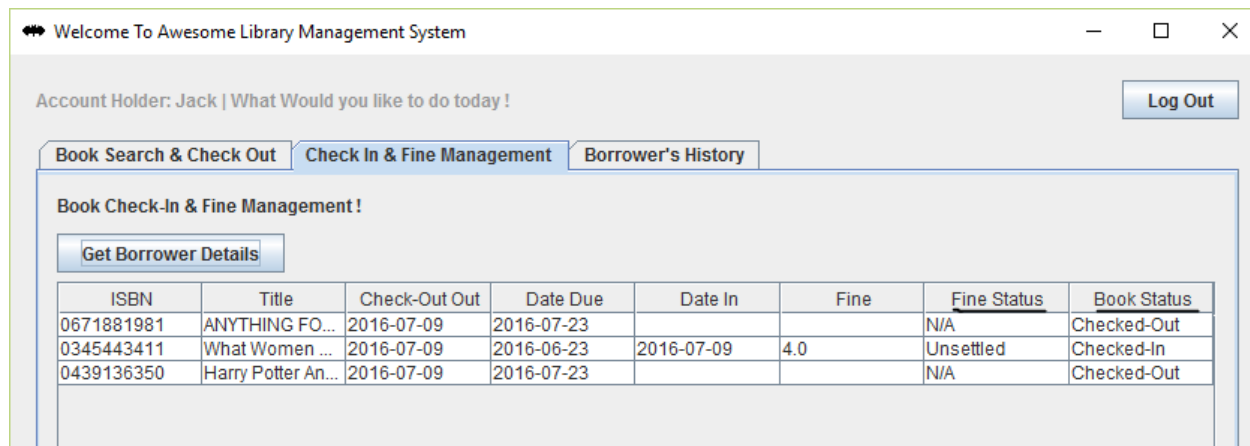 Welcome To Awesome Library Management System
Account Holder: Jack | What Would you like to do today !
Log Out
Book Search & Check Out Check In & Fine Management Borrower's History
Book Check-In & Fine Management !
Get Borrower Details
ISBN Title Check-Out Out Date Due Date In Fine Fine Status Book Status
0671881981 ANYTHING FO... 2016-07-09 2016-07-23 N/A Checked-Out
0345443411 What Women ... 2016-07-09 2016-06-23 2016-07-09 4.0 Unsettled Checked-In
0439136350 Harry Potter An... 2016-07-09 2016-07-23 N/A Checked-Out